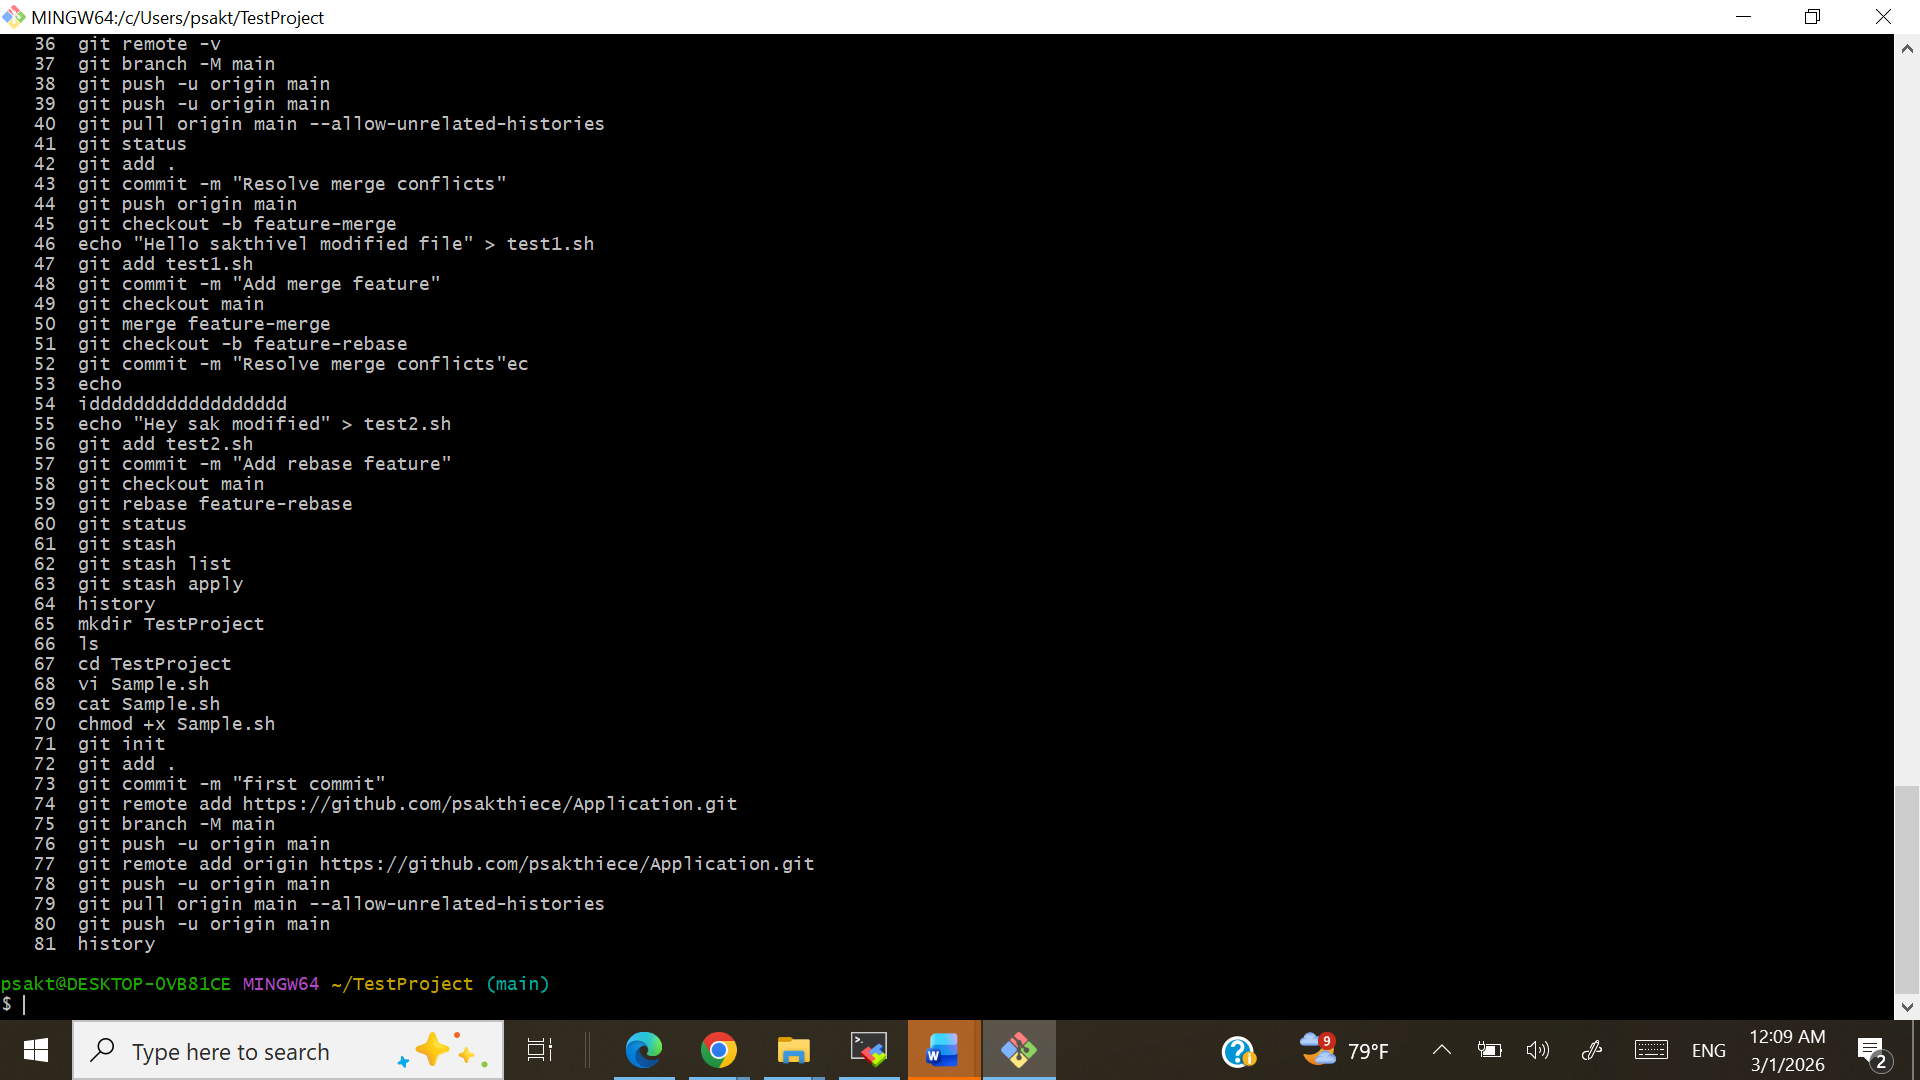 MINGW64:/c/Users/psakt/TestProject
36 git remote -v
37 git branch -M main
38 git push -u origin main
39 git push -u origin main
40 git pull origin main --allow-unrelated-histories
41 git status
42 git add .
43 git commit -m "Resolve merge conflicts"
44 git push origin main
45 git checkout -b feature-merge
46 echo "Hello sakthivel modified file" > test1.sh
47 git add test1.sh
48 git commit -m "Add merge feature"
49 git checkout main
50 git merge feature-merge
51 git checkout -b feature-rebase
52 git commit -m "Resolve merge conflicts"ec
53 echo
54 idddddddddddddddddd
55 echo "Hey sak modified" > test2.sh
56 git add test2.sh
57 git commit -m "Add rebase feature"
58 git checkout main
59 git rebase feature-rebase
60 git status
61 git stash
62 git stash list
63 git stash apply
64 history
65 mkdir TestProject
66 ls
67 cd TestProject
68 vi Sample.sh
69 cat Sample.sh
70 chmod +x Sample.sh
71 git init
72 git add .
73 git commit -m "first commit"
74 git remote add https://github.com/psakthiece/Application.git
75 git branch -M main
76 git push -u origin main
77 git remote add origin https://github.com/psakthiece/Application.git
78 git push -u origin main
79 git pull origin main --allow-unrelated-histories
80 git push -u origin main
81 history
psakt@DESKTOP-0VB81CE MINGW64 ~/TestProject (main)
$
Type here to search
9
79°F
ENG
12:09 AM
3/1/2026
2